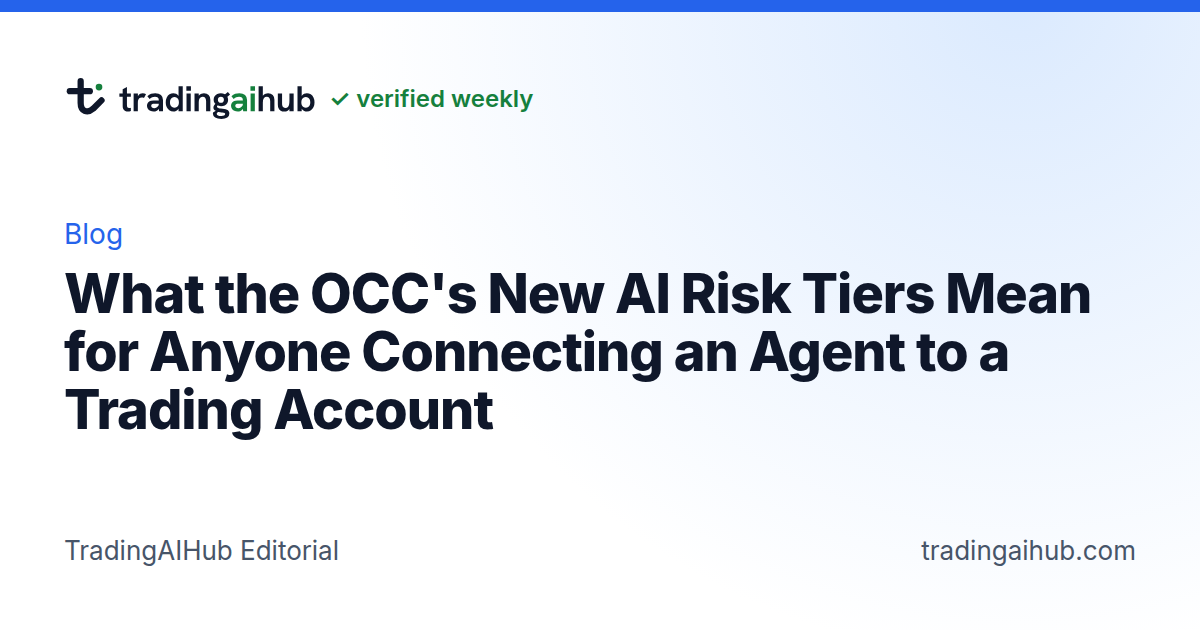 tradingaihub ✓ verified weekly
Blog
What the OCC's New AI Risk Tiers Mean
for Anyone Connecting an Agent to a
Trading Account
TradingAIHub Editorial
tradingaihub.com